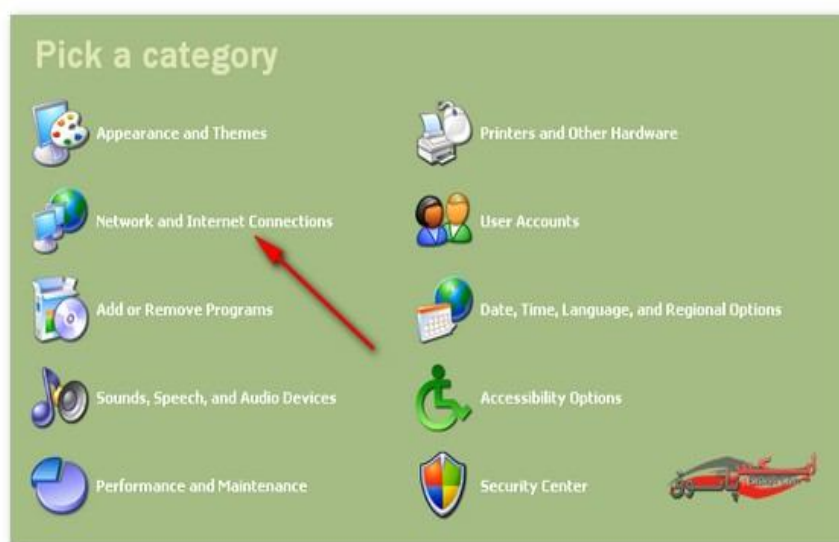 Pick a category
Appearance and Themes
Printers and Other Hardware
Network and Internet Connections
User Accounts
Add or Remove Programs
Date, Time, Language, and Regional Options
Sounds, Speech, and Audio Devices
Accessibility Options
Performance and Maintenance
Security Center